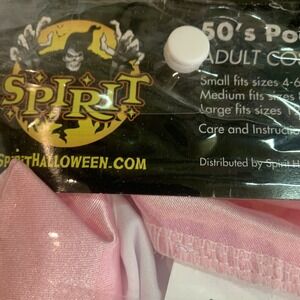 SPIRIT
SPIRITHALLOWEEN.COM
50's
ADULT
Small fits sizes 4-6
Medium fits sizes
Large fits sizes
Care and
Distributed by Spirit